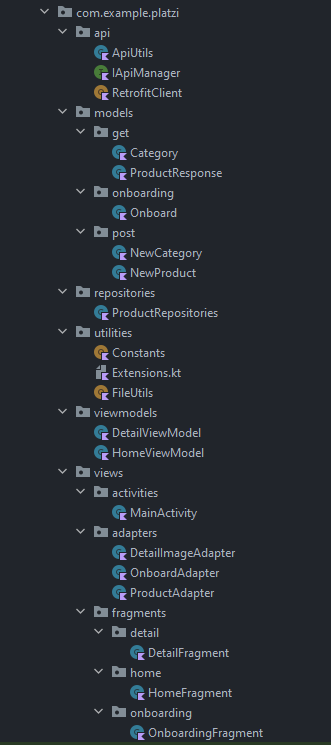 com.example.platzi
api
ApiUtils
IApiManager
RetrofitClient
models
get
Category
ProductResponse
onboarding
Onboard
post
NewCategory
NewProduct
repositories
ProductRepositories
utilities
Constants
Extensions.kt
FileUtils
viewmodels
DetailViewModel
HomeViewModel
views
activities
MainActivity
adapters
DetailImageAdapter
OnboardAdapter
ProductAdapter
fragments
detail
DetailFragment
home
HomeFragment
onboarding
OnboardingFragment